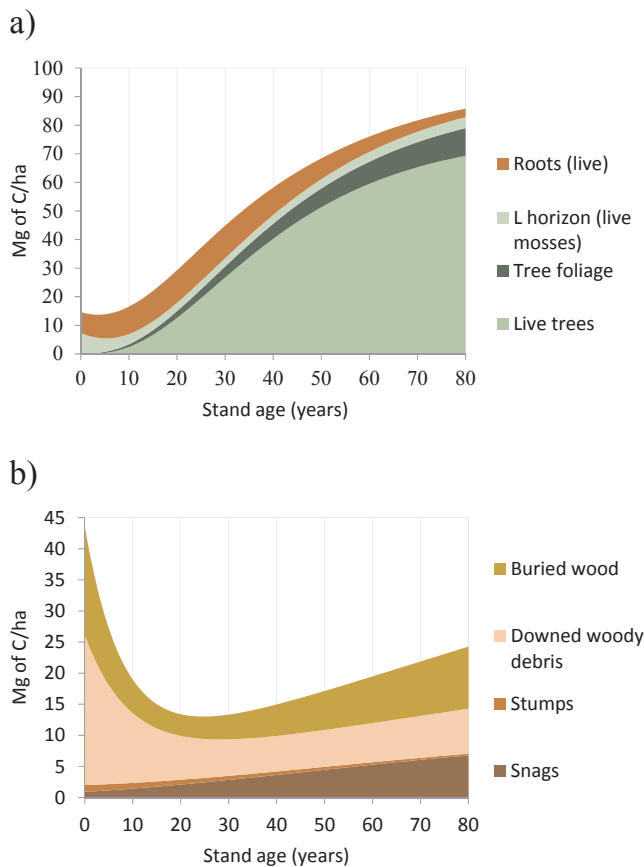 a)
100
90
80
70
60
50
40
30
20
10
0
Mg of C/ha
0 10 20 30 40 50 60 70 80
Stand age (years)
Roots (live)
L horizon (live
mosses)
Tree foliage
Live trees
b)
45
40
35
30
25
20
15
10
5
0
Mg of C/ha
0 10 20 30 40 50 60 70 80
Stand age (years)
Buried wood
Downed woody
debris
Stumps
Snags